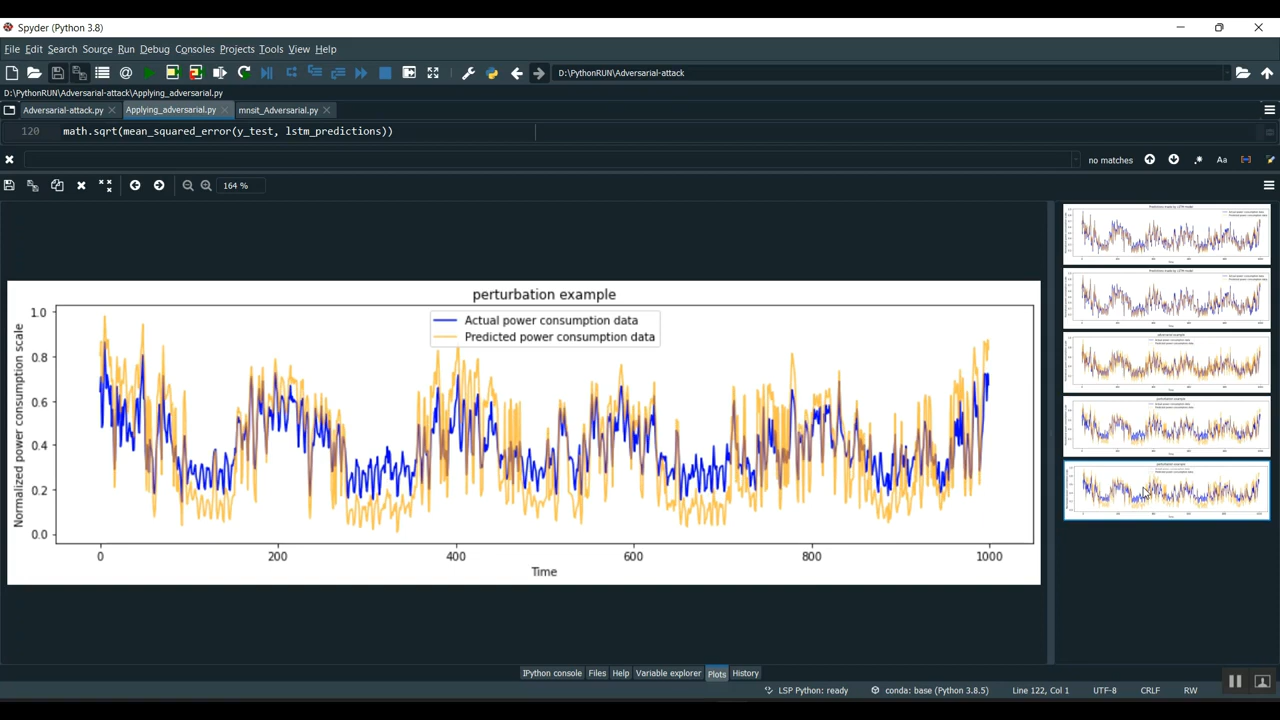 Spyder (Python 3.8)
File Edit Search Source Run Debug Consoles Projects Tools View Help
D:\PythonRUN\Adversarial-attack
D:\PythonRUN\Adversarial-attack\Applying_adversarial.py
Adversarial-attack.py Applying_adversarial.py mnsit_Adversarial.py
120 math.sqrt(mean_squared_error(y_test, lstm_predictions))
no matches Aa
164 %
perturbation example
Actual power consumption data
Predicted power consumption data
Normalized power consumption scale
1.0
0.8
0.6
0.4
0.2
0.0
0 200 400 600 800 1000
Time
IPython console Files Help Variable explorer Plots History
LSP Python: ready conda: base (Python 3.8.5) Line 122, Col 1 UTF-8 CRLF RW